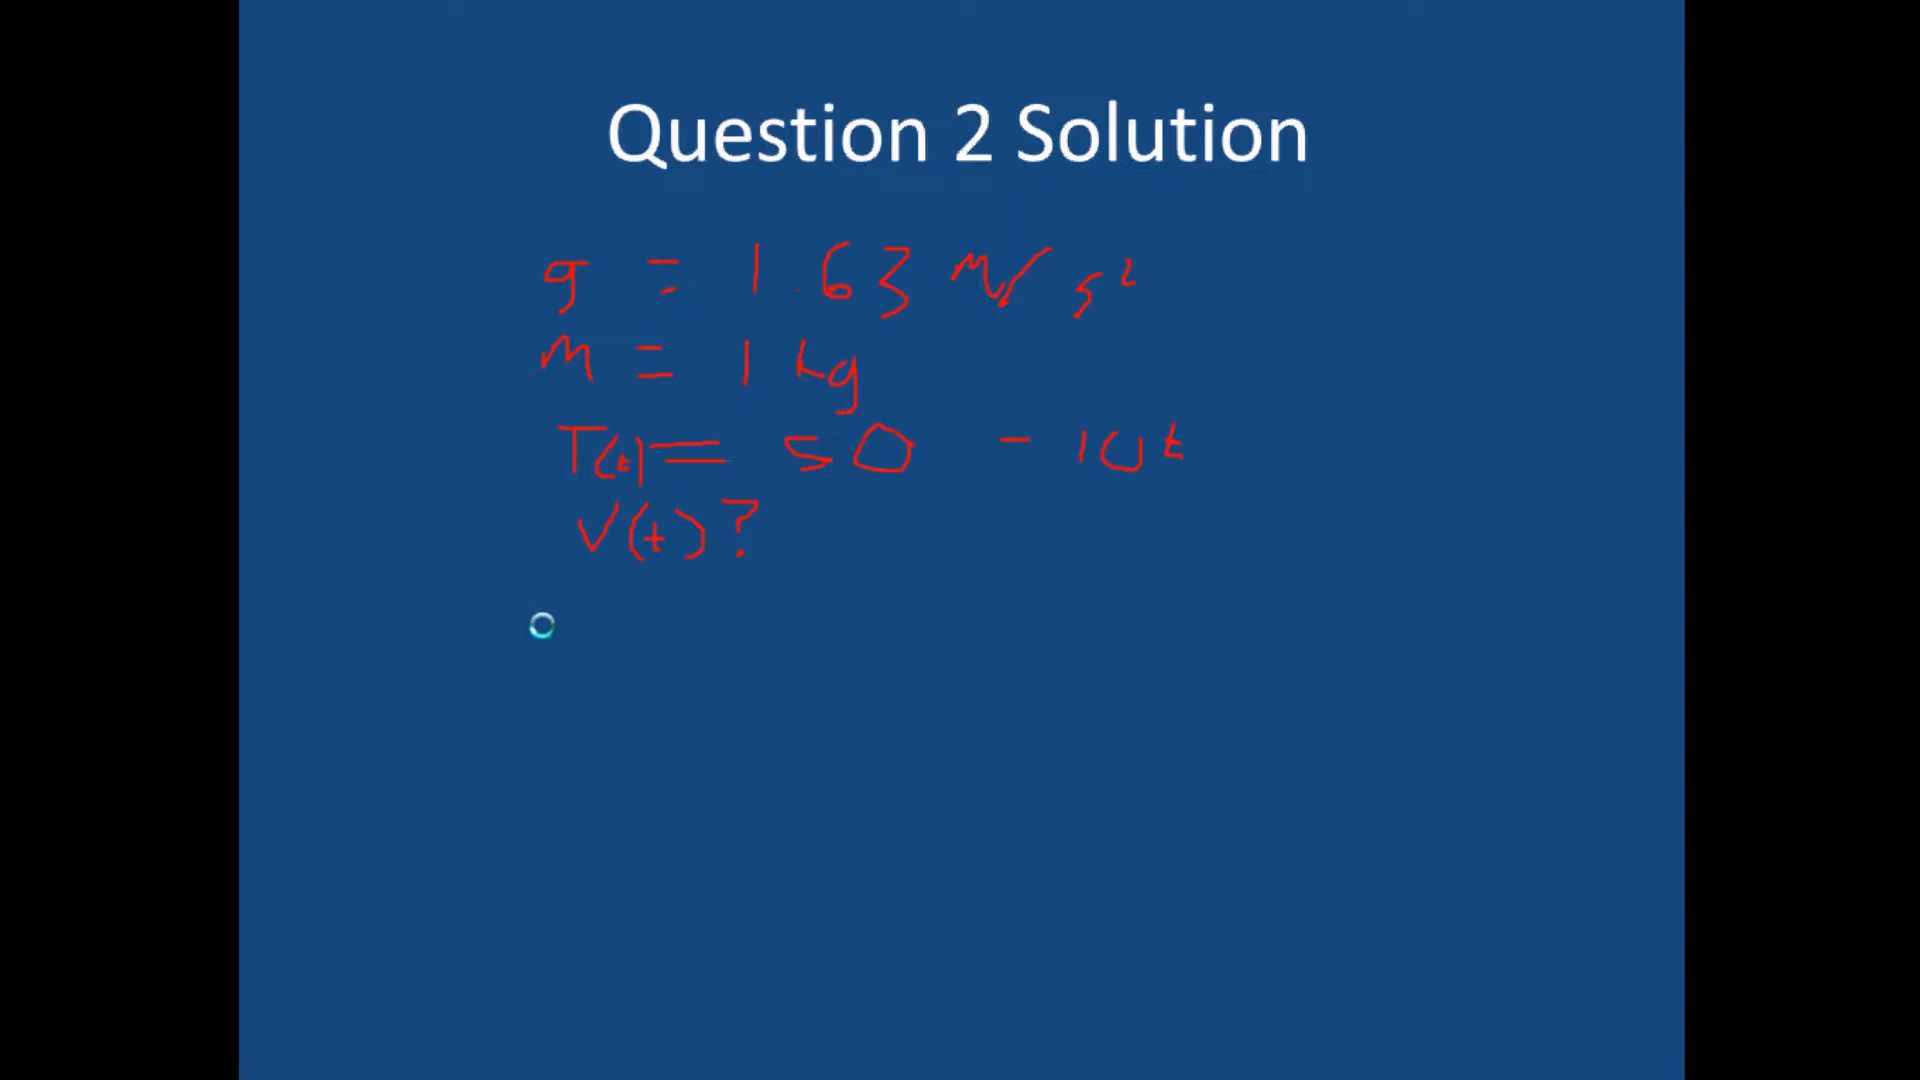 Question 2 Solution
g = 1.63 m/s²
m = 1 kg
T(t) = 50 - 10t
V(t)?